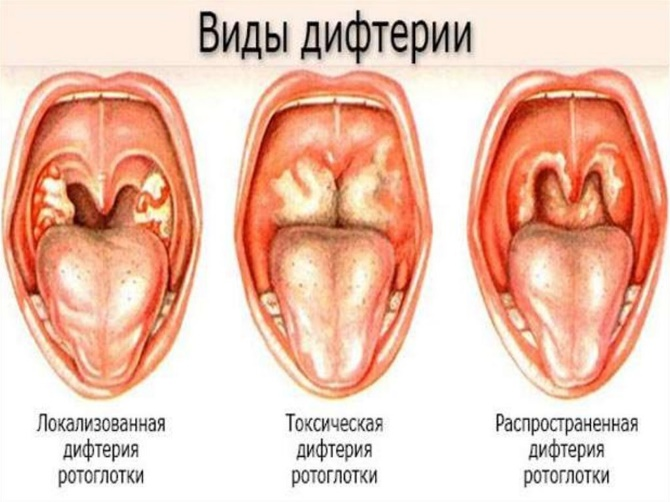 Виды дифтерии
Локализованная
дифтерия
ротоглотки
Токсическая
дифтерия
ротоглотки
Распространенная
дифтерия
ротоглотки